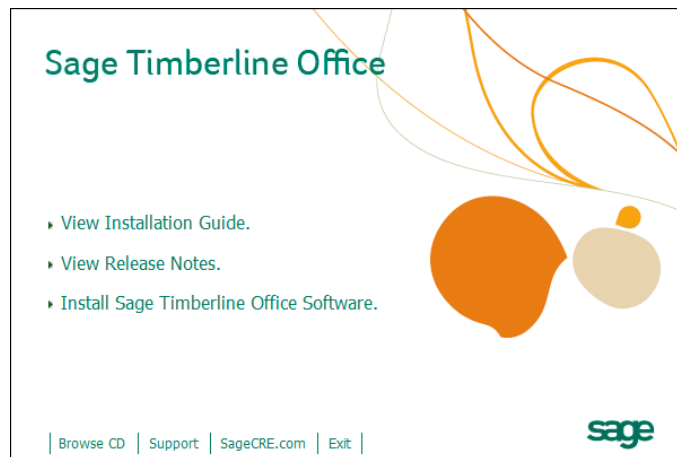 Sage Timberline Office
View Installation Guide.
View Release Notes.
Install Sage Timberline Office Software.
Browse CD | Support | SageCRE.com | Exit |
sage